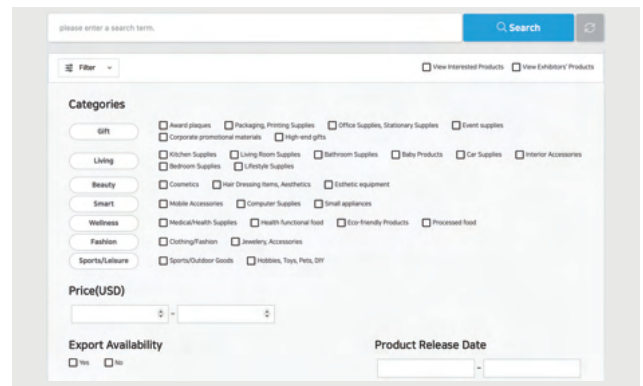 please enter a search term.
Search
Filter
View Interested Products View Exhibitors' Products
Categories
Gift
Award plaques Packaging, Printing Supplies Office Supplies, Stationary Supplies Event supplies
Corporate promotional materials High-end gifts
Living
Kitchen Supplies Living Room Supplies Bathroom Supplies Baby Products Car Supplies Interior Accessories
Bedroom Supplies Lifestyle Supplies
Beauty
Cosmetics Hair Dressing Items, Aesthetics Esthetic equipment
Smart
Mobile Accessories Computer Supplies Small appliances
Wellness
Medical/Health Supplies Health functional food Eco-friendly Products Processed food
Fashion
Clothing/Fashion Jewelery, Accessories
Sports/Leisure
Sports/Outdoor Goods Hobbies, Toys, Pets, DIY
Price(USD)
-
Export Availability
Yes No
Product Release Date
-